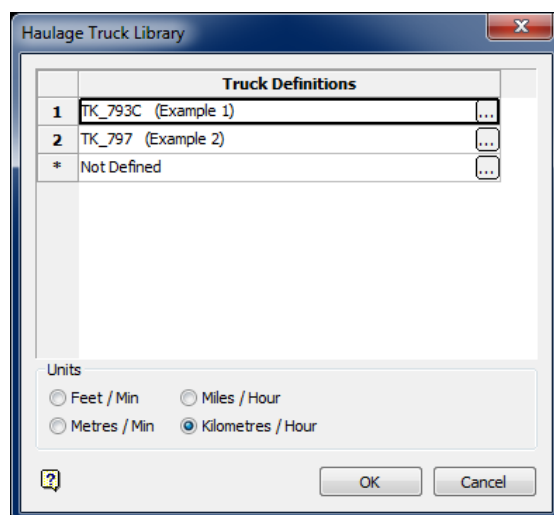 Haulage Truck Library
Truck Definitions
1 TK_793C (Example 1) ...
2 TK_797 (Example 2) ...
* Not Defined ...
Units
Feet / Min Miles / Hour
Metres / Min Kilometres / Hour
? OK Cancel